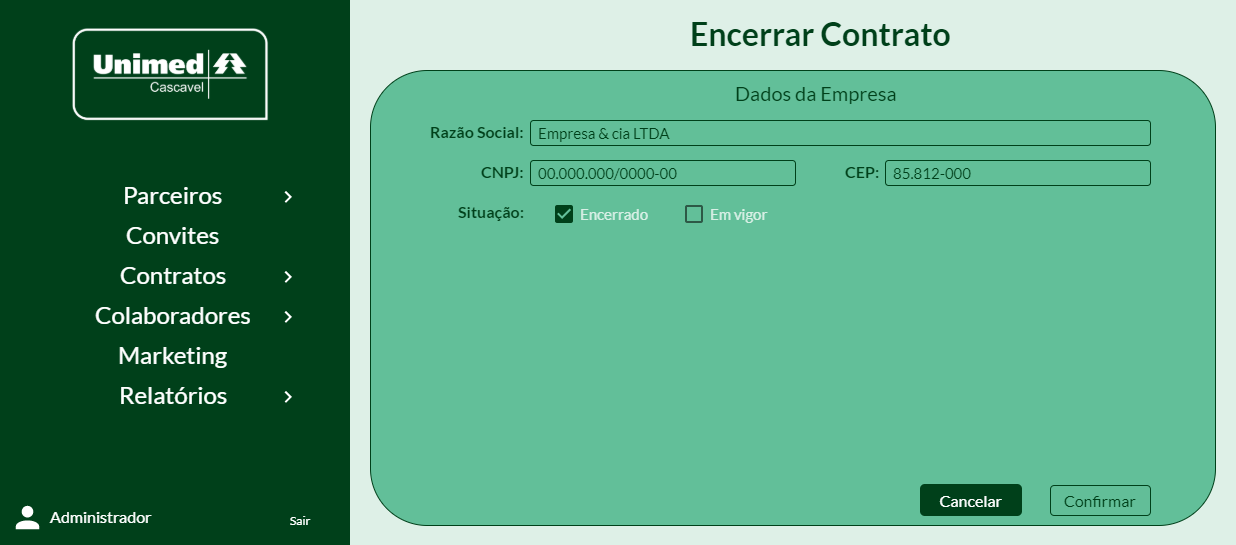 Unimed
Cascavel
Parceiros
Convites
Contratos
Colaboradores
Marketing
Relatórios
Administrador
Sair
Encerrar Contrato
Dados da Empresa
Razão Social: Empresa & cia LTDA
CNPJ: 00.000.000/0000-00 CEP: 85.812-000
Situação: Encerrado Em vigor
Cancelar Confirmar